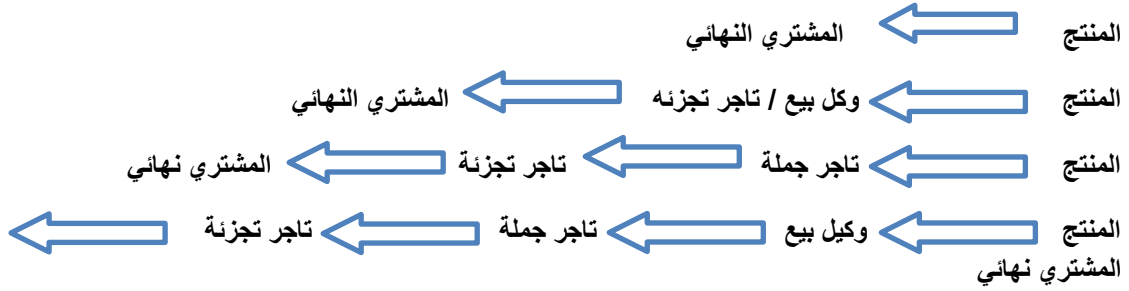 المنتج المشتري النهائي
المنتج وكل بيع / تاجر تجزئه المشتري النهائي
المنتج تاجر جملة تاجر تجزئة المشتري نهائي
المنتج وكيل بيع تاجر جملة تاجر تجزئة
المشتري نهائي